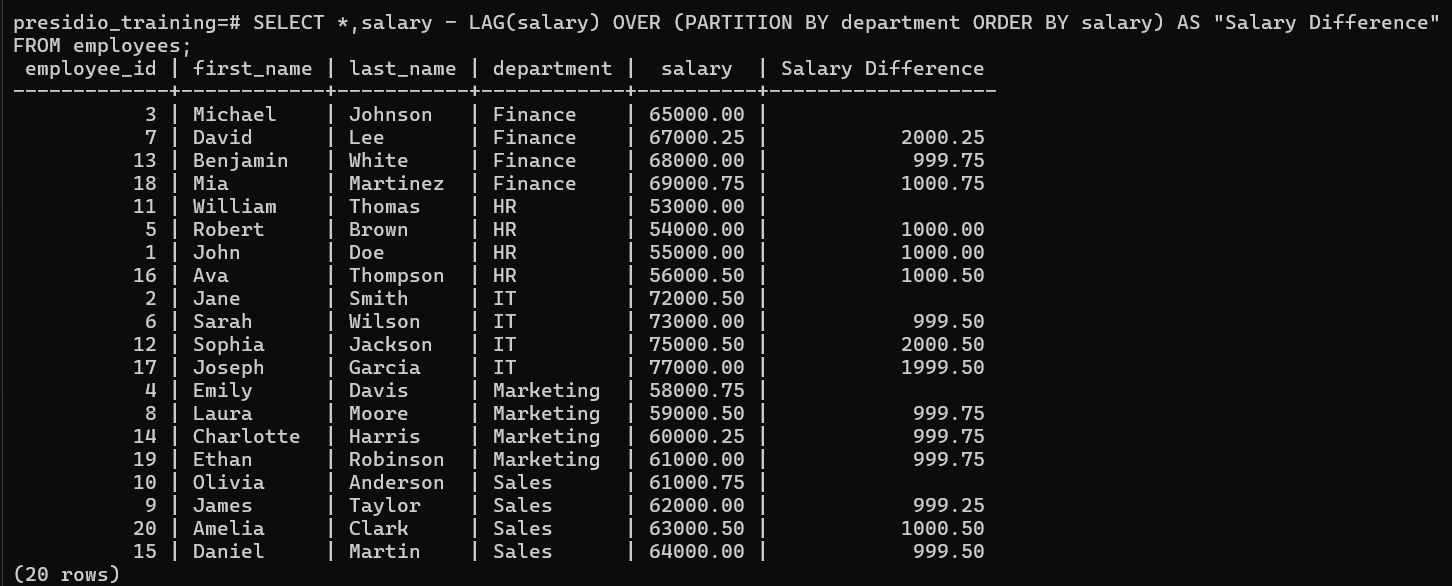 presidio_training=# SELECT *,salary - LAG(salary) OVER (PARTITION BY department ORDER BY salary) AS "Salary Difference"
FROM employees;
 employee_id | first_name | last_name | department |  salary  | Salary Difference
-------------+------------+-----------+------------+----------+-------------------
           3 | Michael    | Johnson   | Finance    | 65000.00 |
           7 | David      | Lee       | Finance    | 67000.25 |           2000.25
          13 | Benjamin   | White     | Finance    | 68000.00 |            999.75
          18 | Mia        | Martinez  | Finance    | 69000.75 |           1000.75
          11 | William    | Thomas    | HR         | 53000.00 |
           5 | Robert     | Brown     | HR         | 54000.00 |           1000.00
           1 | John       | Doe       | HR         | 55000.00 |           1000.00
          16 | Ava        | Thompson  | HR         | 56000.50 |           1000.50
           2 | Jane       | Smith     | IT         | 72000.50 |
           6 | Sarah      | Wilson    | IT         | 73000.00 |            999.50
          12 | Sophia     | Jackson   | IT         | 75000.50 |           2000.50
          17 | Joseph     | Garcia    | IT         | 77000.00 |           1999.50
           4 | Emily      | Davis     | Marketing  | 58000.75 |
           8 | Laura      | Moore     | Marketing  | 59000.50 |            999.75
          14 | Charlotte  | Harris    | Marketing  | 60000.25 |            999.75
          19 | Ethan      | Robinson  | Marketing  | 61000.00 |            999.75
          10 | Olivia     | Anderson  | Sales      | 61000.75 |
           9 | James      | Taylor    | Sales      | 62000.00 |            999.25
          20 | Amelia     | Clark     | Sales      | 63000.50 |           1000.50
          15 | Daniel     | Martin    | Sales      | 64000.00 |            999.50
(20 rows)